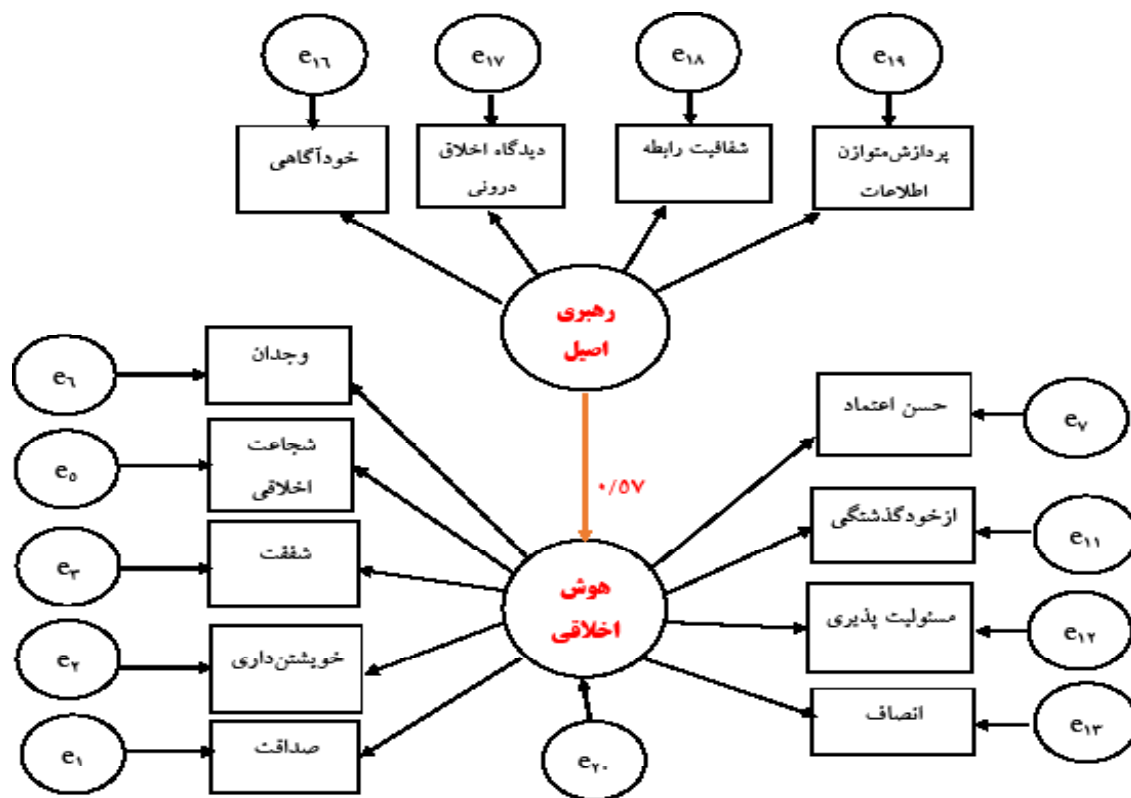 e۱۶
e۱۷
e۱۸
e۱۹
خودآگاهی
دیدگاه اخلاق
درونی
شفاقیت رابطه
پردازش‌متوازن
اطلاعات
رهبری
اصیل
e۶
وجدان
حسن اعتماد
e۷
e۵
شجاعت
اخلاقی
۰/۵۷
ازخودگذشتگی
e۱۱
e۳
شفقت
هوش
اخلاقی
مسئولیت پذیری
e۱۲
e۲
خویشتن‌داری
انصاف
e۱۳
e۱
صداقت
e۲۰